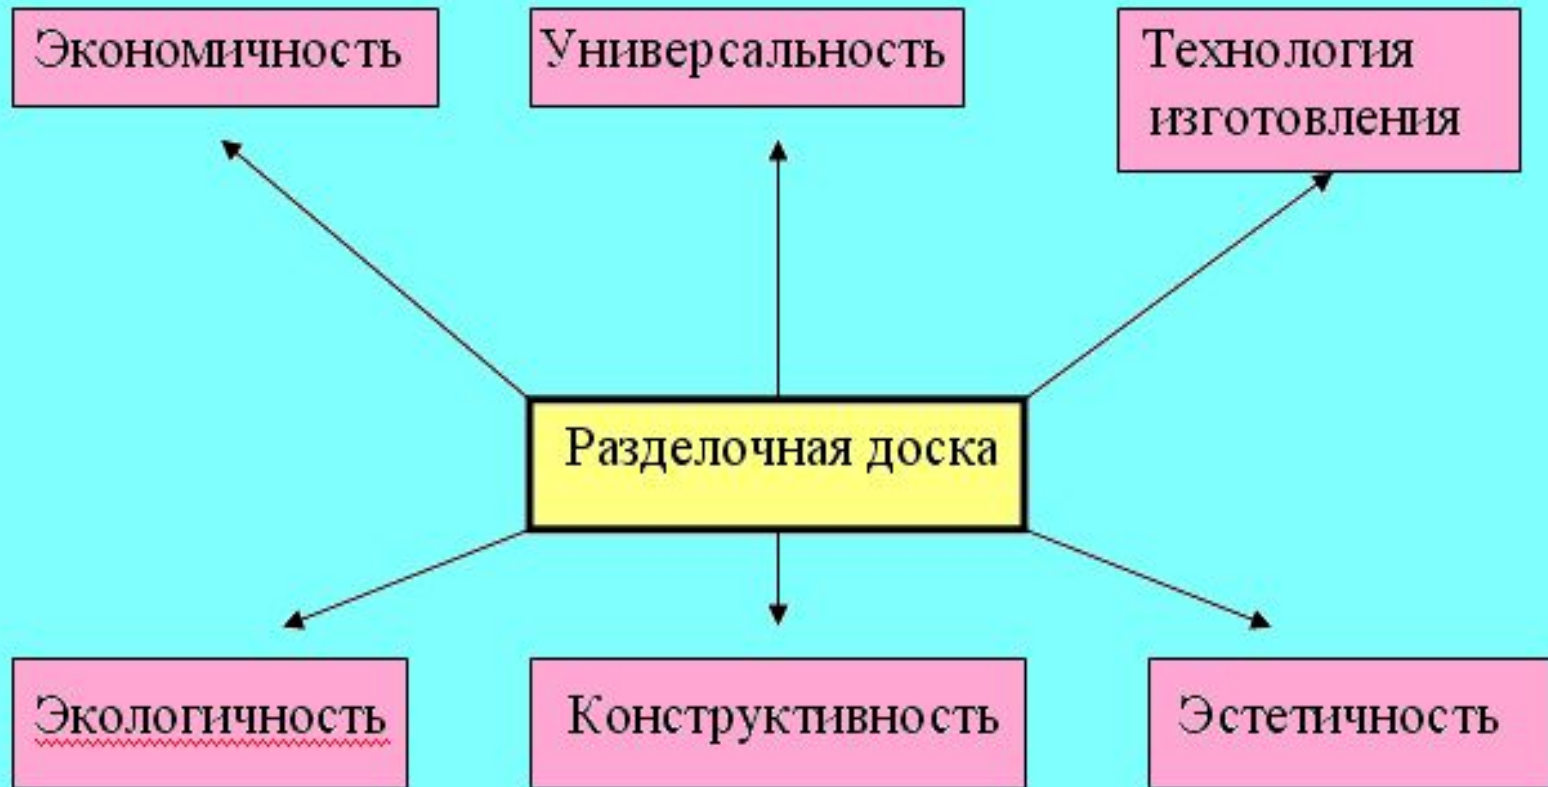 Экономичность
Универсальность
Технология
изготовления
Разделочная доска
Экологичность
Конструктивность
Эстетичность